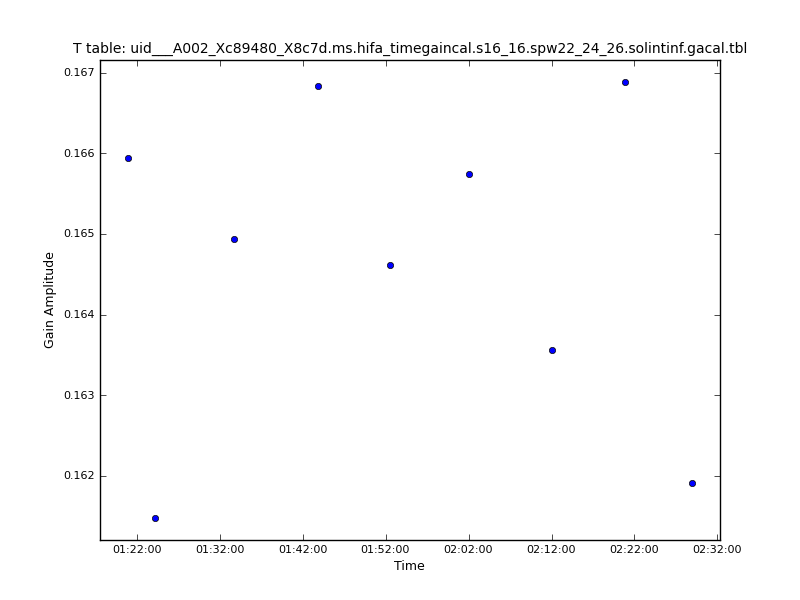 T table: uid___A002_Xc89480_X8c7d.ms.hifa_timegaincal.s16_16.spw22_24_26.solintinf.gacal.tbl
0.167
0.166
0.165
0.164
0.163
0.162
Gain Amplitude
01:22:00 01:32:00 01:42:00 01:52:00 02:02:00 02:12:00 02:22:00 02:32:00
Time